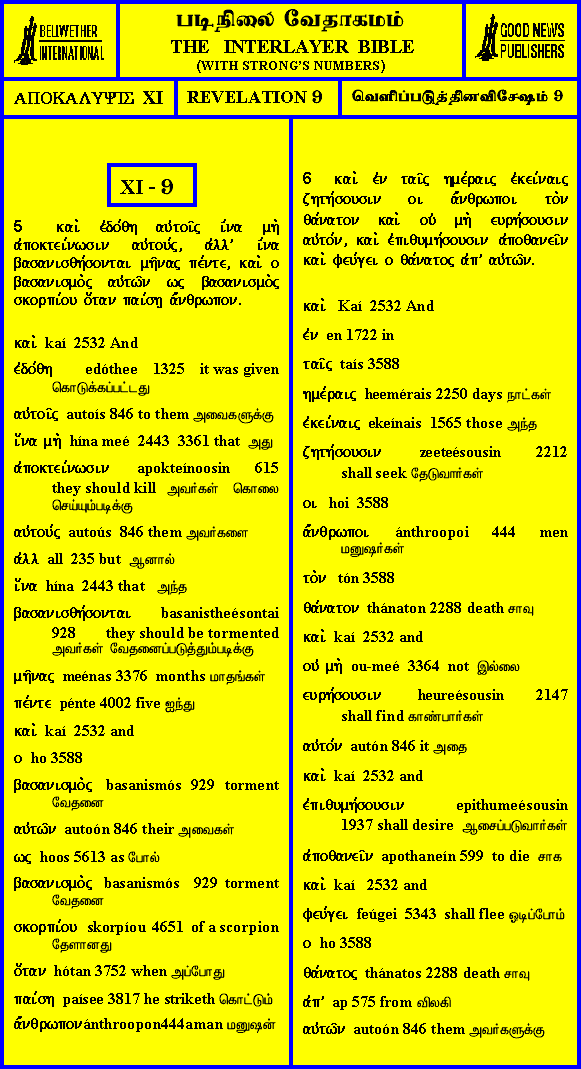 BELLWETHER
INTERNATIONAL
படிநிலை வேதாகமம்
THE INTERLAYER BIBLE
(WITH STRONG'S NUMBERS)
GOOD NEWS
PUBLISHERS
ΑΠΟΚΑΛΥΨΙΣ XI
REVELATION 9
வெளிப்படுத்தினவிசேஷம் 9
XI - 9
5 καὶ ἐδόθη αὐτοῖς ἵνα μὴ
ἀποκτείνωσιν αὐτούς, ἀλλ' ἵνα
βασανισθήσονται μῆνας πέντε, καὶ ο
βασανισμὸς αὐτῶν ως βασανισμὸς
σκορπίου ὅταν παίσῃ ἄνθρωπον.
καὶ kaí 2532 And
ἐδόθη edóthee 1325 it was given
கொடுக்கப்பட்டது
αὐτοῖς autoís 846 to them அவைகளுக்கு
ἵνα μὴ hína meé 2443 3361 that அது
ἀποκτείνωσιν apokteínoosin 615
they should kill அவர்கள் கொலை
செய்யும்படிக்கு
αὐτούς autoús 846 them அவர்களை
ἀλλ all 235 but ஆனால்
ἵνα hína 2443 that அந்த
βασανισθήσονται basanistheésontai
928 they should be tormented
அவர்கள் வேதனைப்படுத்தும்படிக்கு
μῆνας meénas 3376 months மாதங்கள்
πέντε pénte 4002 five ஐந்து
καὶ kaí 2532 and
ο ho 3588
βασανισμὸς basanismós 929 torment
வேதனை
αὐτῶν autoón 846 their அவைகள்
ως hoos 5613 as போல்
βασανισμὸς basanismós 929 torment
வேதனை
σκορπίου skorpíou 4651 of a scorpion
தேளானது
ὅταν hótan 3752 when அப்போது
παίσῃ paísee 3817 he striketh கொட்டும்
ἄνθρωπον ánthroopon 444 a man மனுஷன்
6 καὶ ἐν ταῖς ημέραις ἐκείναις
ζητήσουσιν οι ἄνθρωποι τὸν
θάνατον καὶ οὐ μὴ ευρήσουσιν
αὐτόν, καὶ ἐπιθυμήσουσιν ἀποθανεῖν
καὶ φεύγει ο θάνατος ἀπ' αὐτῶν.
καὶ Kaí 2532 And
ἐν en 1722 in
ταῖς taís 3588
ημέραις heemérais 2250 days நாட்கள்
ἐκείναις ekeínais 1565 those அந்த
ζητήσουσιν zeeteésousin 2212
shall seek தேடுவார்கள்
οι hoi 3588
ἄνθρωποι ánthroopoi 444 men
மனுஷர்கள்
τὸν tón 3588
θάνατον thánaton 2288 death சாவு
καὶ kaí 2532 and
οὐ μὴ ou-meé 3364 not இல்லை
ευρήσουσιν heureésousin 2147
shall find காண்பார்கள்
αὐτόν autón 846 it அதை
καὶ kaí 2532 and
ἐπιθυμήσουσιν epithumeésousin
1937 shall desire ஆசைப்படுவார்கள்
ἀποθανεῖν apothaneín 599 to die சாக
καὶ kaí 2532 and
φεύγει feúgei 5343 shall flee ஓடிப்போம்
ο ho 3588
θάνατος thánatos 2288 death சாவு
ἀπ' ap 575 from விலகி
αὐτῶν autoón 846 them அவர்களுக்கு